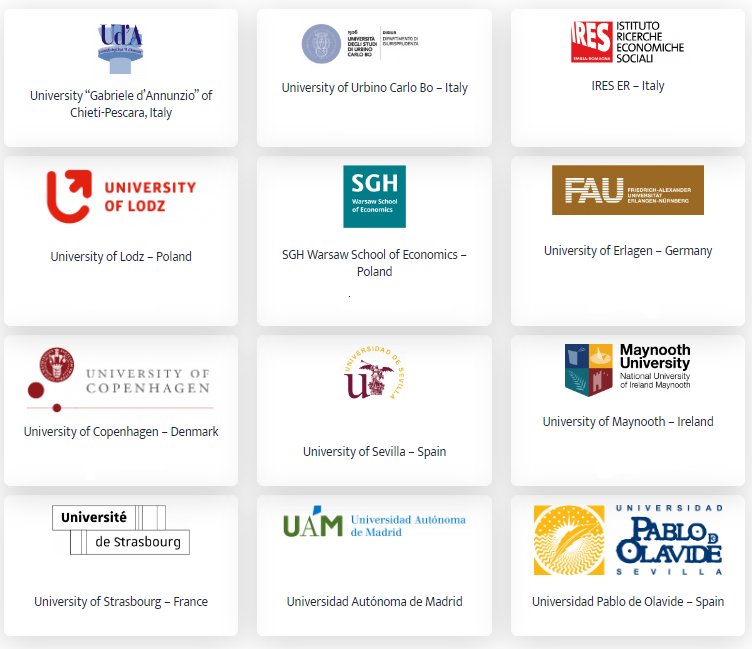 Ud'A
University “Gabriele d’Annunzio” of
Chieti-Pescara, Italy
1506
UNIVERSITÀ
DEGLI STUDI
DI URBINO
CARLO BO
DIGIUR
DIPARTIMENTO DI
GIURISPRUDENZA
University of Urbino Carlo Bo – Italy
IRES
EMILIA-ROMAGNA
ISTITUTO
RICERCHE
ECONOMICHE
SOCIALI
IRES ER – Italy
UNIVERSITY
OF LODZ
University of Lodz – Poland
SGH
Warsaw School
of Economics
SGH Warsaw School of Economics –
Poland
.
FAU
FRIEDRICH-ALEXANDER
UNIVERSITÄT
ERLANGEN-NÜRNBERG
University of Erlagen – Germany
UNIVERSITY OF
COPENHAGEN
University of Copenhagen – Denmark
UNIVERSIDAD DE SEVILLA
University of Sevilla – Spain
Maynooth
University
National University
of Ireland Maynooth
University of Maynooth – Ireland
Université
de Strasbourg
University of Strasbourg – France
UAM
Universidad Autónoma
de Madrid
Universidad Autónoma de Madrid
UNIVERSIDAD
PABLO DE
OLAVIDE
SEVILLA
Universidad Pablo de Olavide – Spain